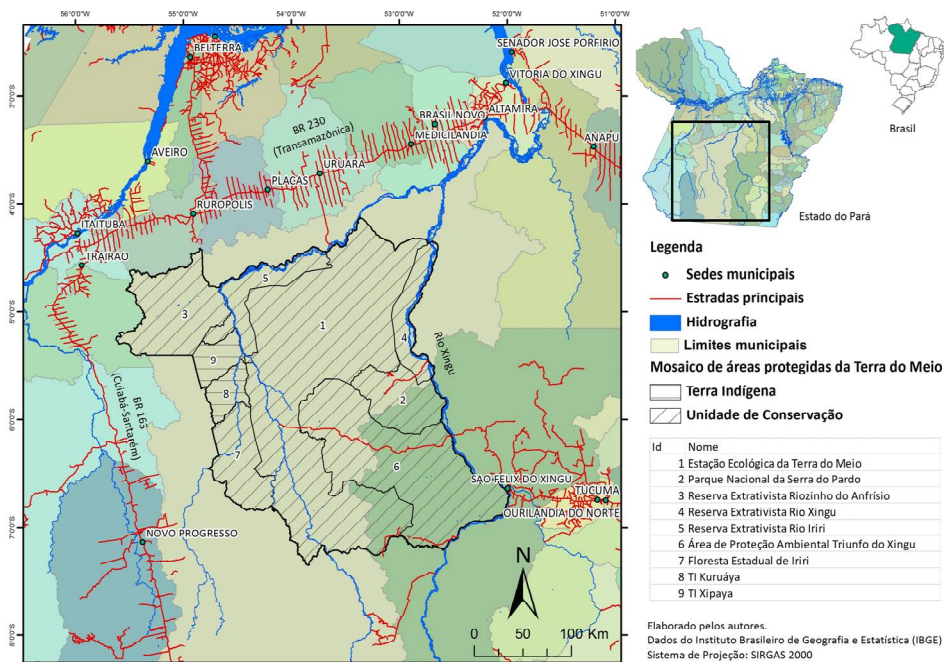 56°0'0"O 55°0'0"O 54°0'0"O 53°0'0"O 52°0'0"O 51°0'0"O
BELTERRA
SENADOR JOSE PORFIRIO
VITORIA DO XINGU
ALTAMIRA
BRASIL NOVO
MEDICILANDIA
ANAPU
BR 230
(Transamazônica)
URUARA
PLACAS
AVEIRO
RUROPOLIS
ITAITUBA
TRAIRAO
5
3
1
4
Rio Xingu
9
8
2
7
6
BR 163
(Cuiabá-Santarém)
SAO FELIX DO XINGU
TUCUMA
OURILANDIA DO NORTE
NOVO PROGRESSO
4°0'0"S
5°0'0"S
6°0'0"S
7°0'0"S
8°0'0"S
N
0 50 100 Km
Brasil
Estado do Pará
Legenda
Sedes municipais
Estradas principais
Hidrografia
Limites municipais
Mosaico de áreas protegidas da Terra do Meio
Terra Indígena
Unidade de Conservação
Id Nome
1 Estação Ecológica da Terra do Meio
2 Parque Nacional da Serra do Pardo
3 Reserva Extrativista Riozinho do Anfrísio
4 Reserva Extrativista Rio Xingu
5 Reserva Extrativista Rio Iriri
6 Área de Proteção Ambiental Triunfo do Xingu
7 Floresta Estadual de Iriri
8 TI Kuruáya
9 TI Xipaya
Elaborado pelos autores.
Dados do Instituto Brasileiro de Geografia e Estatística (IBGE)
Sistema de Projeção: SIRGAS 2000